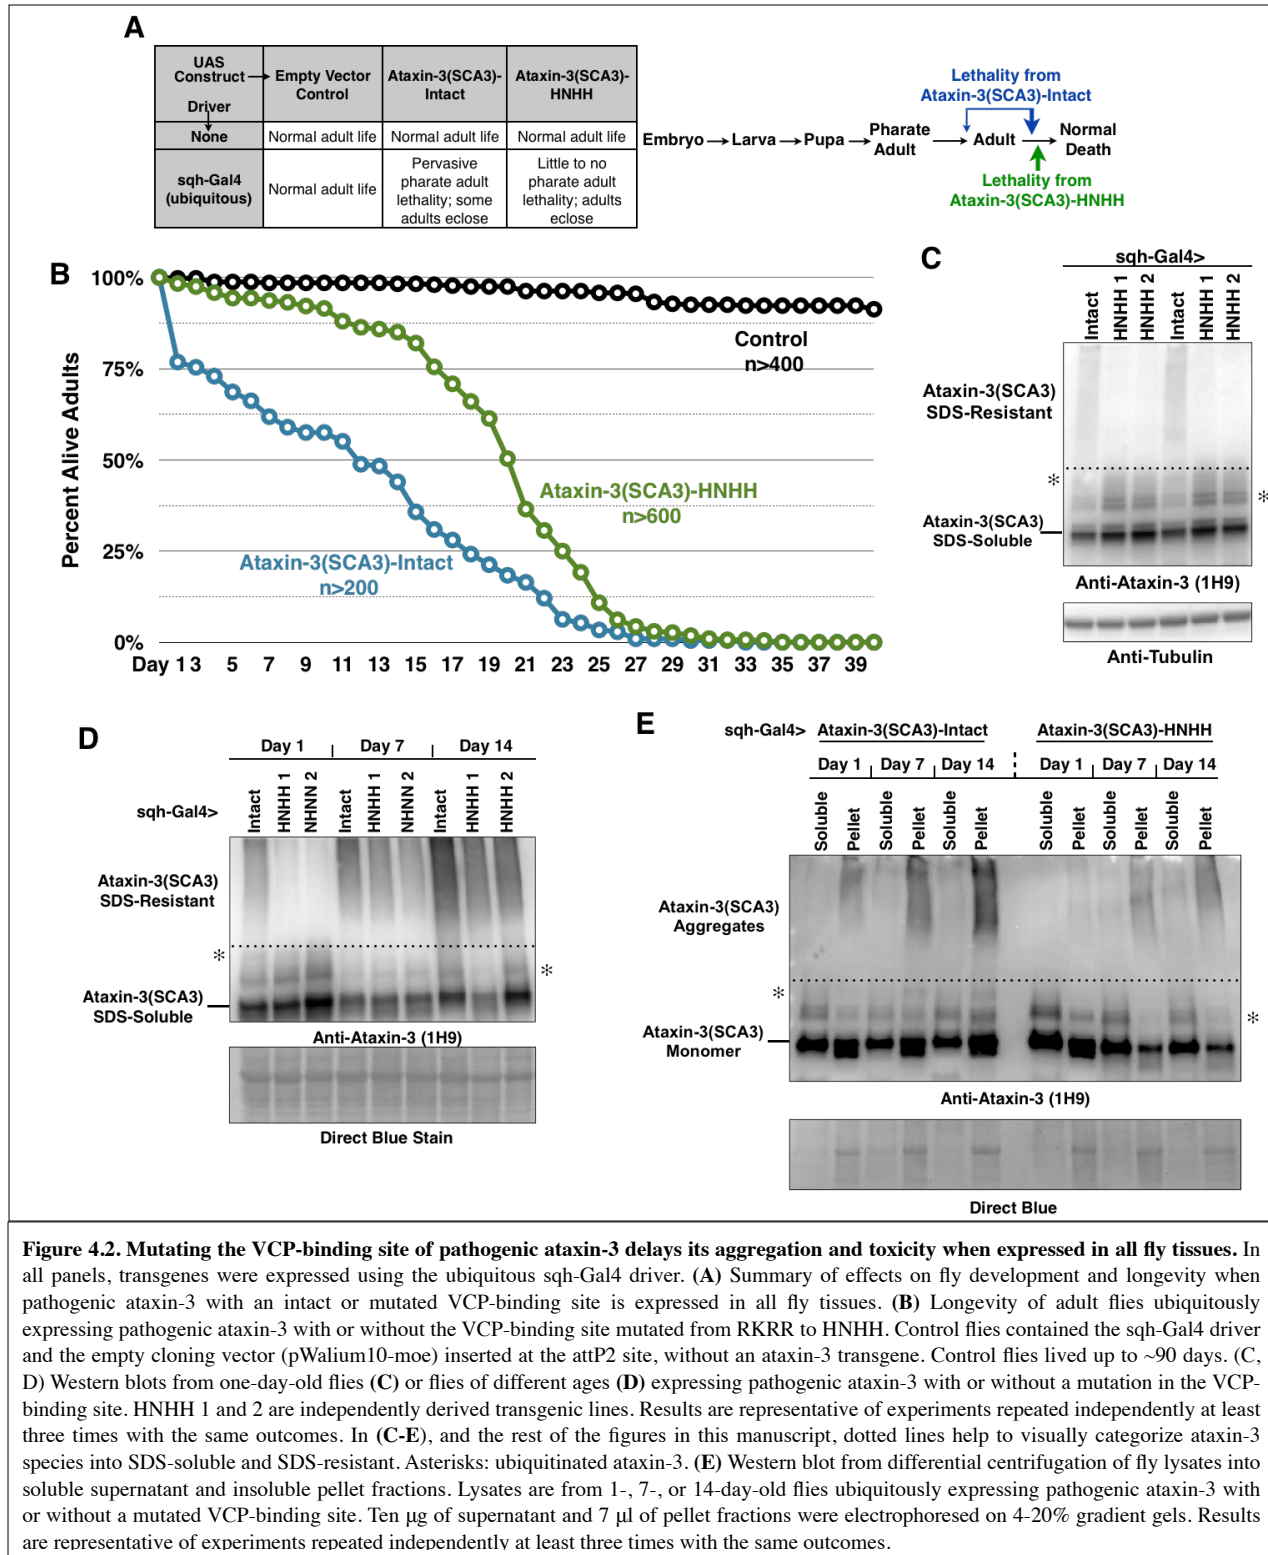 A
UAS
Construct
Driver
Empty Vector
Control
Ataxin-3(SCA3)-
Intact
Ataxin-3(SCA3)-
HNHH
None
Normal adult life
Normal adult life
Normal adult life
sqh-Gal4
(ubiquitous)
Normal adult life
Pervasive
pharate adult
lethality; some
adults eclose
Little to no
pharate adult
lethality; adults
eclose
Lethality from
Ataxin-3(SCA3)-Intact
Embryo
Larva
Pupa
Pharate
Adult
Adult
Normal
Death
Lethality from
Ataxin-3(SCA3)-HNHH
B
Percent Alive Adults
100%
75%
50%
25%
0%
Control
n>400
Ataxin-3(SCA3)-HNHH
n>600
Ataxin-3(SCA3)-Intact
n>200
Day 1 3 5 7 9 11 13 15 17 19 21 23 25 27 29 31 33 35 37 39
C
sqh-Gal4>
Intact
HNHH 1
HNHH 2
Intact
HNHH 1
HNHH 2
Ataxin-3(SCA3)
SDS-Resistant
*
*
Ataxin-3(SCA3)
SDS-Soluble
Anti-Ataxin-3 (1H9)
Anti-Tubulin
D
Day 1
Day 7
Day 14
sqh-Gal4>
Intact
HNHH 1
NHNN 2
Intact
HNHH 1
NHNN 2
Intact
HNHH 1
HNHH 2
Ataxin-3(SCA3)
SDS-Resistant
*
*
Ataxin-3(SCA3)
SDS-Soluble
Anti-Ataxin-3 (1H9)
Direct Blue Stain
E
sqh-Gal4>
Ataxin-3(SCA3)-Intact
Ataxin-3(SCA3)-HNHH
Day 1
Day 7
Day 14
Day 1
Day 7
Day 14
Soluble
Pellet
Soluble
Pellet
Soluble
Pellet
Soluble
Pellet
Soluble
Pellet
Soluble
Pellet
Ataxin-3(SCA3)
Aggregates
*
*
Ataxin-3(SCA3)
Monomer
Anti-Ataxin-3 (1H9)
Direct Blue
Figure 4.2. Mutating the VCP-binding site of pathogenic ataxin-3 delays its aggregation and toxicity when expressed in all fly tissues. In
all panels, transgenes were expressed using the ubiquitous sqh-Gal4 driver. (A) Summary of effects on fly development and longevity when
pathogenic ataxin-3 with an intact or mutated VCP-binding site is expressed in all fly tissues. (B) Longevity of adult flies ubiquitously
expressing pathogenic ataxin-3 with or without the VCP-binding site mutated from RKRR to HNHH. Control flies contained the sqh-Gal4 driver
and the empty cloning vector (pWalium10-moe) inserted at the attP2 site, without an ataxin-3 transgene. Control flies lived up to ~90 days. (C,
D) Western blots from one-day-old flies (C) or flies of different ages (D) expressing pathogenic ataxin-3 with or without a mutation in the VCP-
binding site. HNHH 1 and 2 are independently derived transgenic lines. Results are representative of experiments repeated independently at least
three times with the same outcomes. In (C-E), and the rest of the figures in this manuscript, dotted lines help to visually categorize ataxin-3
species into SDS-soluble and SDS-resistant. Asterisks: ubiquitinated ataxin-3. (E) Western blot from differential centrifugation of fly lysates into
soluble supernatant and insoluble pellet fractions. Lysates are from 1-, 7-, or 14-day-old flies ubiquitously expressing pathogenic ataxin-3 with
or without a mutated VCP-binding site. Ten µg of supernatant and 7 µl of pellet fractions were electrophoresed on 4-20% gradient gels. Results
are representative of experiments repeated independently at least three times with the same outcomes.